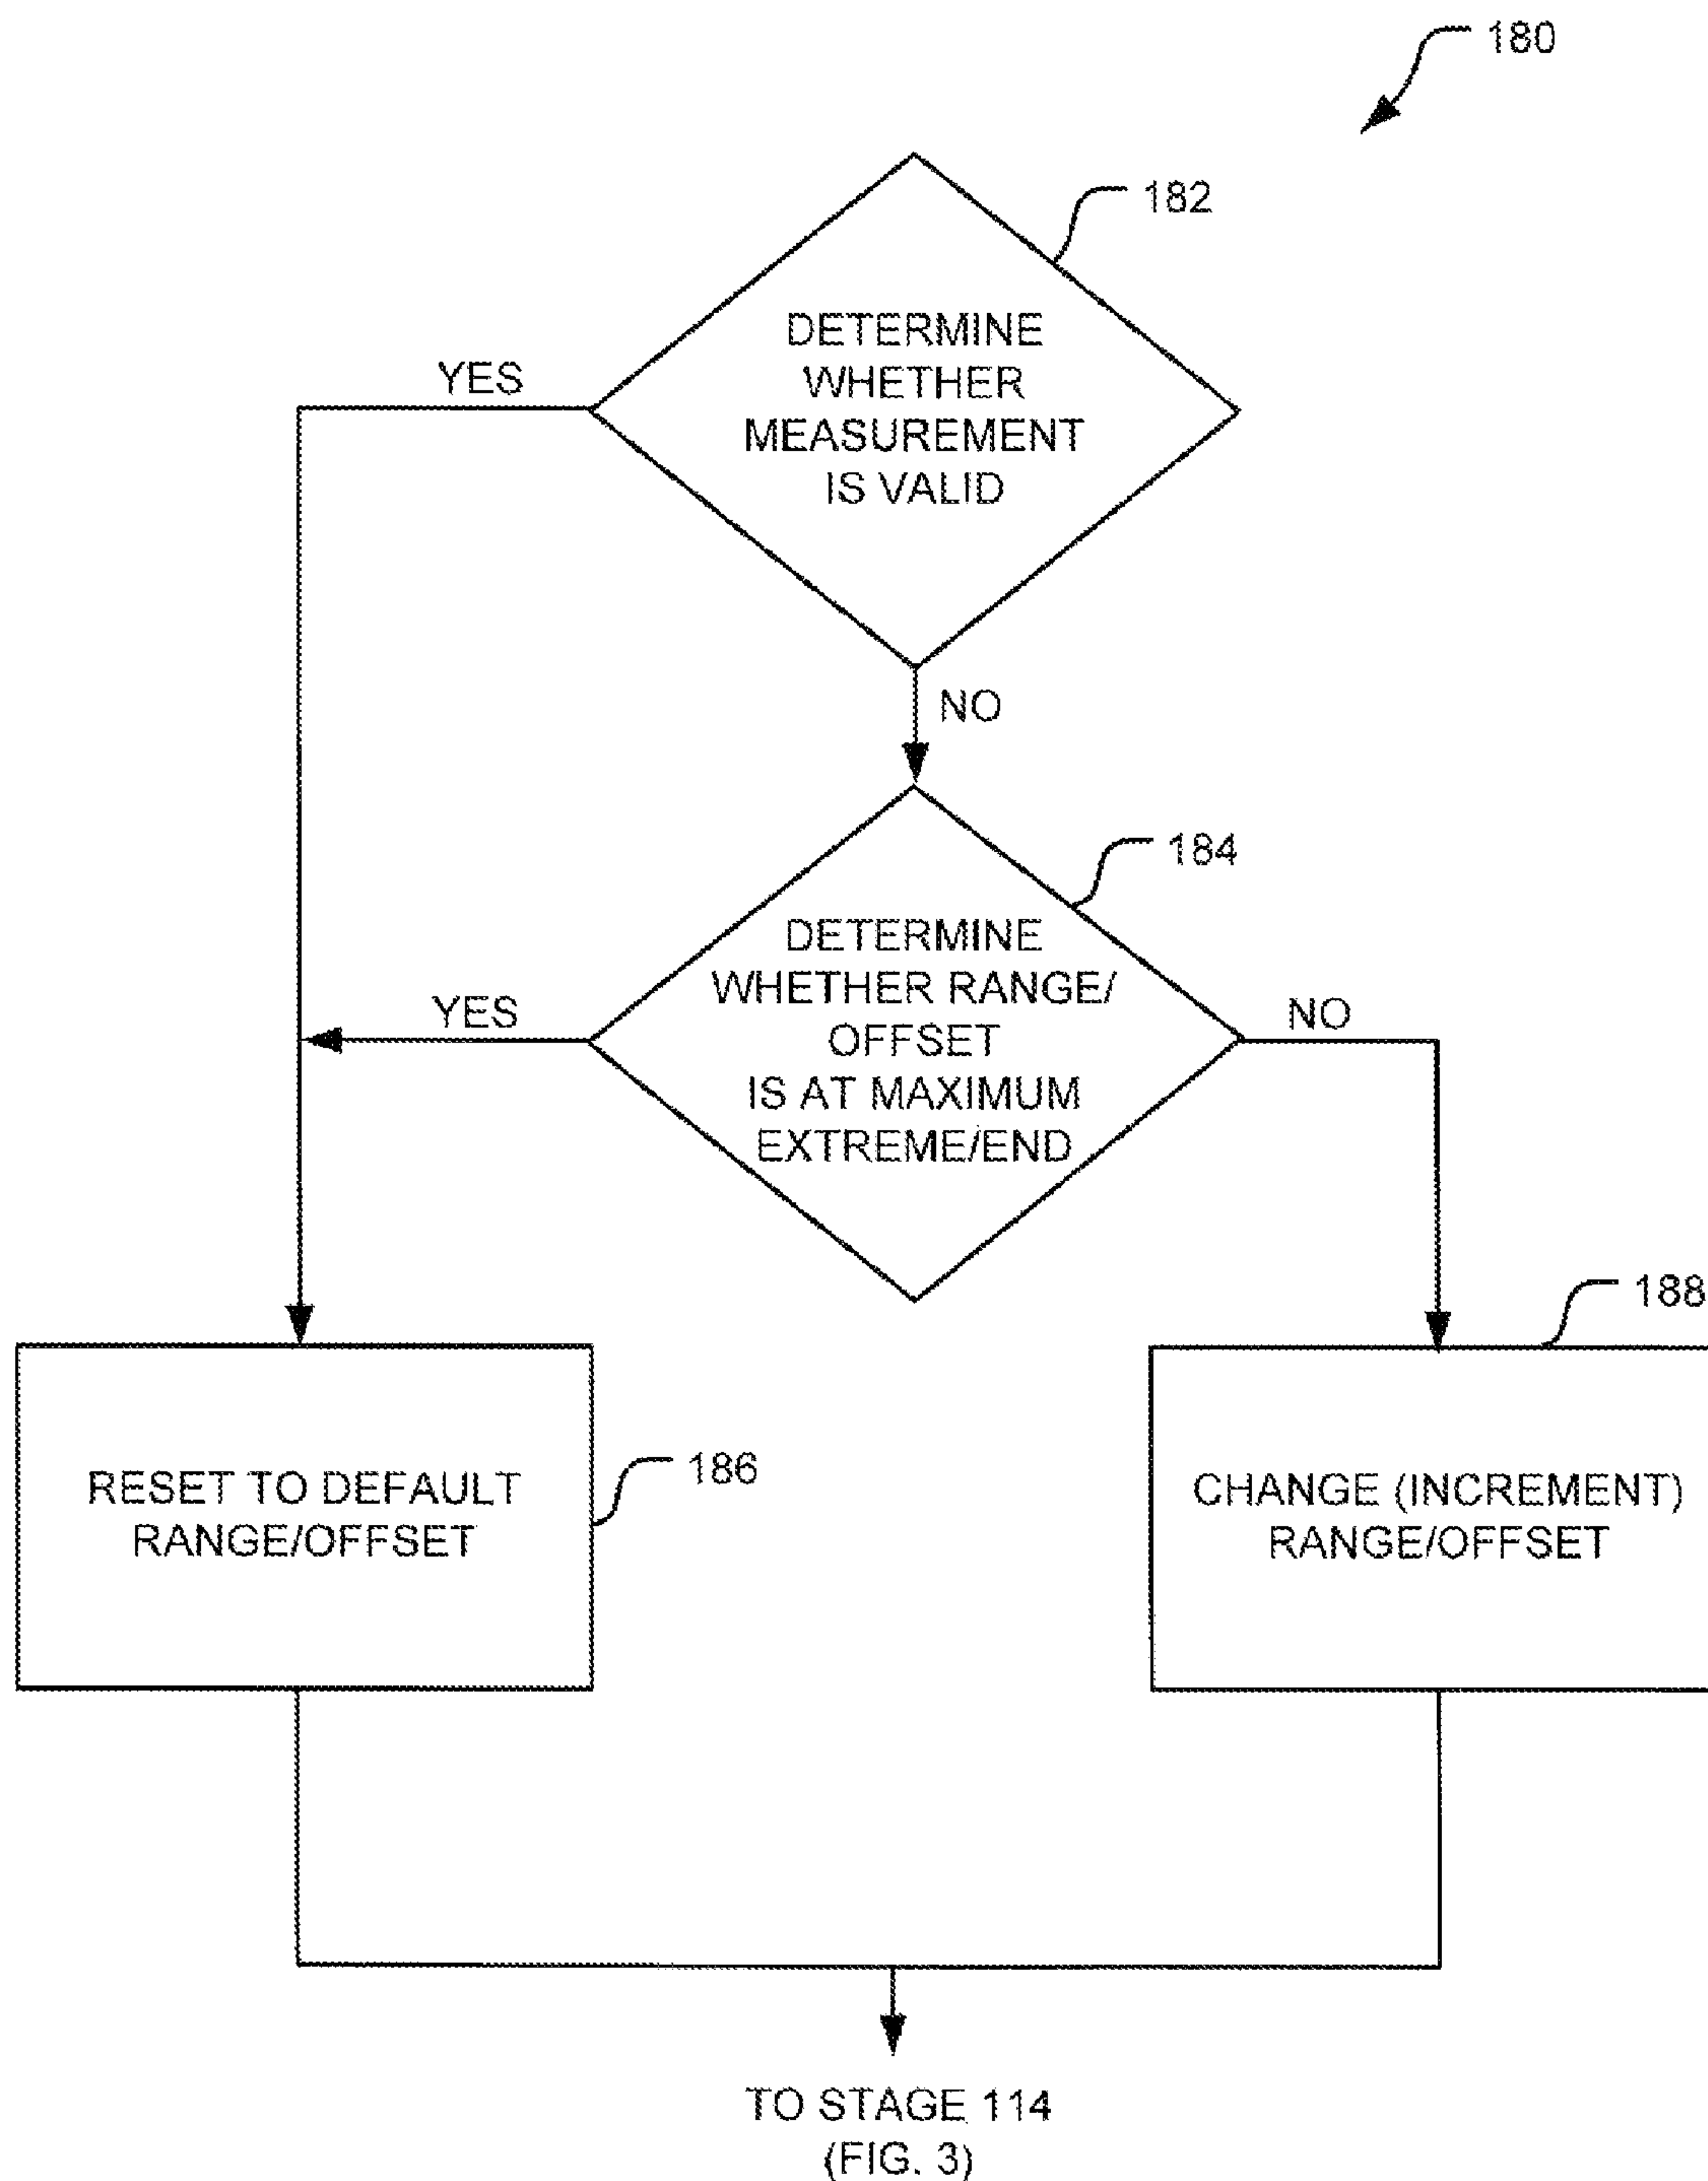 180
182
DETERMINE
WHETHER
MEASUREMENT
IS VALID
YES
NO
184
DETERMINE
WHETHER RANGE/
OFFSET
IS AT MAXIMUM
EXTREME/END
YES
NO
188
186
RESET TO DEFAULT
RANGE/OFFSET
CHANGE (INCREMENT)
RANGE/OFFSET
TO STAGE 114
(FIG. 3)